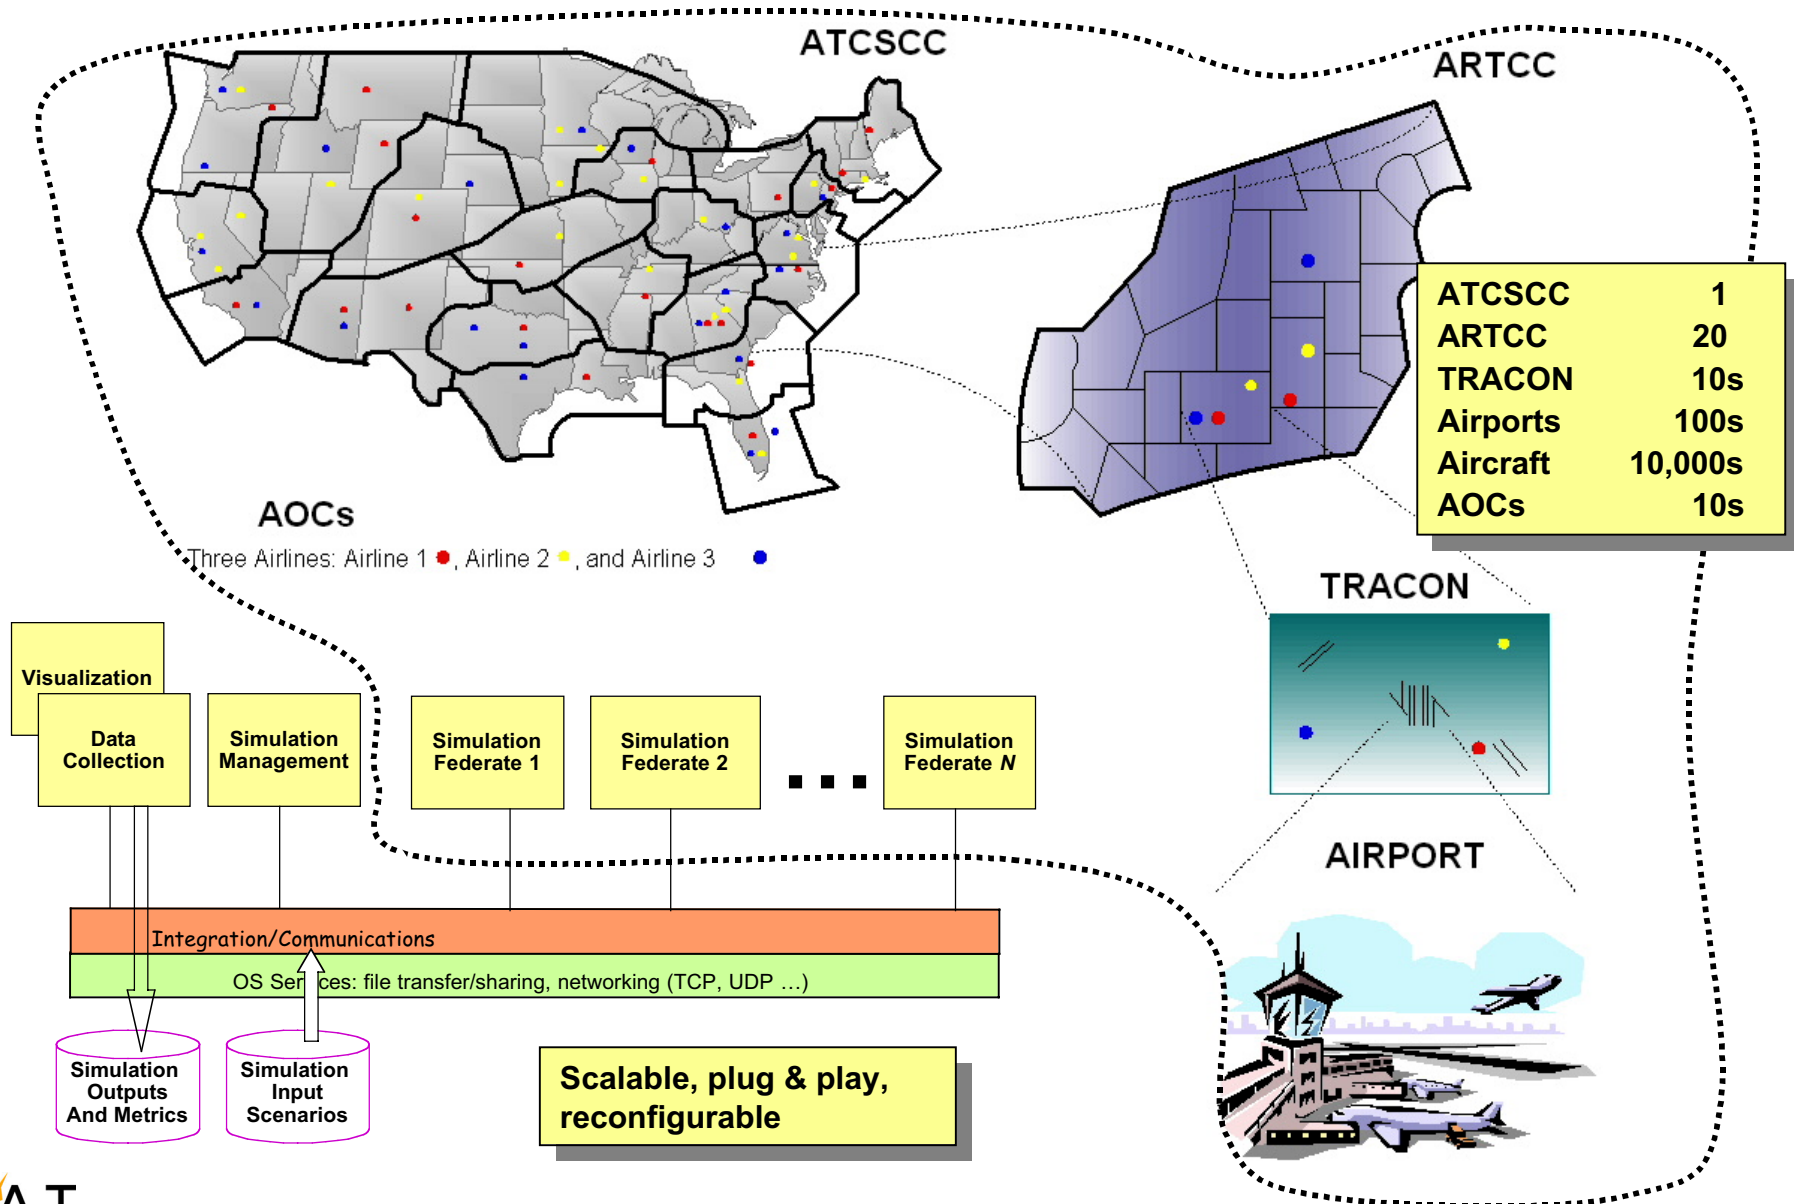 ATCSCC
ARTCC
ATCSCC 1
ARTCC 20
TRACON 10s
Airports 100s
Aircraft 10,000s
AOCs 10s
AOCs
Three Airlines: Airline 1 , Airline 2 , and Airline 3
TRACON
Visualization
Data
Collection
Simulation
Management
Simulation
Federate 1
Simulation
Federate 2
Simulation
Federate N
AIRPORT
Integration/Communications
OS Services: file transfer/sharing, networking (TCP, UDP …)
Simulation
Outputs
And Metrics
Simulation
Input
Scenarios
Scalable, plug & play,
reconfigurable